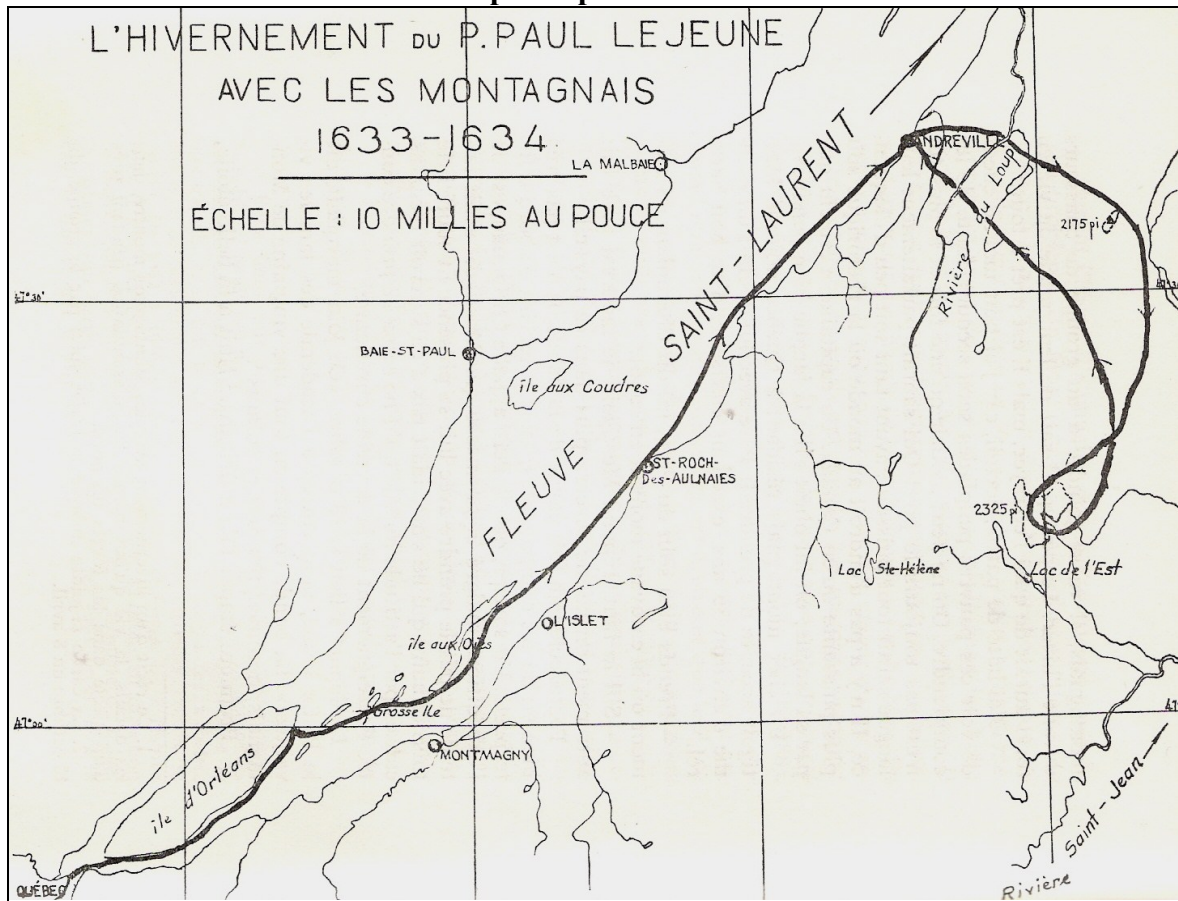 L'HIVERNEMENT DU P. PAUL LEJEUNE
AVEC LES MONTAGNAIS
1633-1634
ÉCHELLE : 10 MILLES AU POUCE
LA MALBAIE
ANDREVILLE
FLEUVE SAINT-LAURENT
Rivière du Loup
2175 pi
47°30'
BAIE-ST-PAUL
île aux Coudres
ST-ROCH-
Des-AULNAIES
2325 pi
Lac Ste-Hélène
Lac de l'Est
L'ISLET
île aux Oies
Grosse Ile
47°00'
MONTMAGNY
île d'Orléans
QUÉBEC
Rivière Saint-Jean